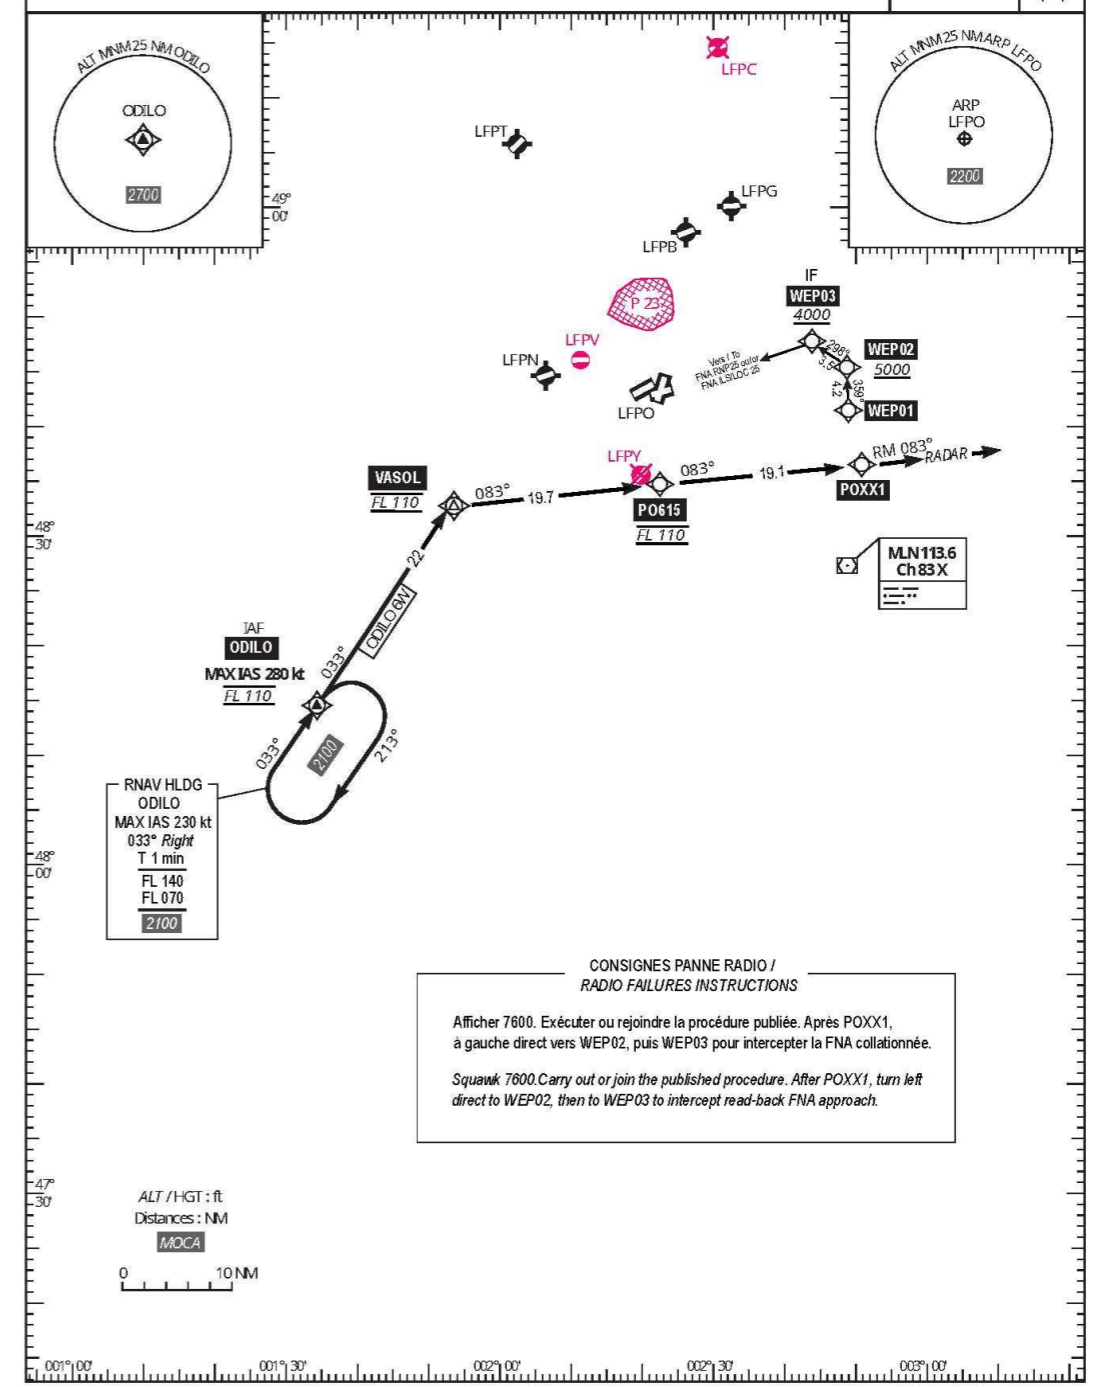 ALT MNM 25 NM ODILO
ODILO
2700
ALT MNM 25 NM ARP LFPO
ARP
LFPO
2200
LFPC
LFPT
49°
00'
LFPG
LFPB
P 23
IF
WEP03
4000
LFPV
LFPN
Vers / To
FNA RNP 25 ou/or
FNA ILS/LOC 25
298°
3.5
WEP02
5000
LFPO
4.2
359°
WEP01
LFPY
083°
19.1
RM 083°
RADAR
POXX1
VASOL
FL 110
083°
19.7
PO615
FL 110
48°
30'
MLN 113.6
Ch 83 X
22
ODILO 6W
033°
IAF
ODILO
MAX IAS 280 kt
FL 110
033°
2100
213°
RNAV HLDG
ODILO
MAX IAS 230 kt
033° Right
T 1 min
FL 140
FL 070
2100
48°
00'
CONSIGNES PANNE RADIO /
RADIO FAILURES INSTRUCTIONS
Afficher 7600. Exécuter ou rejoindre la procédure publiée. Après POXX1,
à gauche direct vers WEP02, puis WEP03 pour intercepter la FNA collationnée.
Squawk 7600.Carry out or join the published procedure. After POXX1, turn left
direct to WEP02, then to WEP03 to intercept read-back FNA approach.
47°
30'
ALT / HGT : ft
Distances : NM
MOCA
0 10 NM
001° 00' 001° 30' 002° 00' 002° 30' 003° 00'